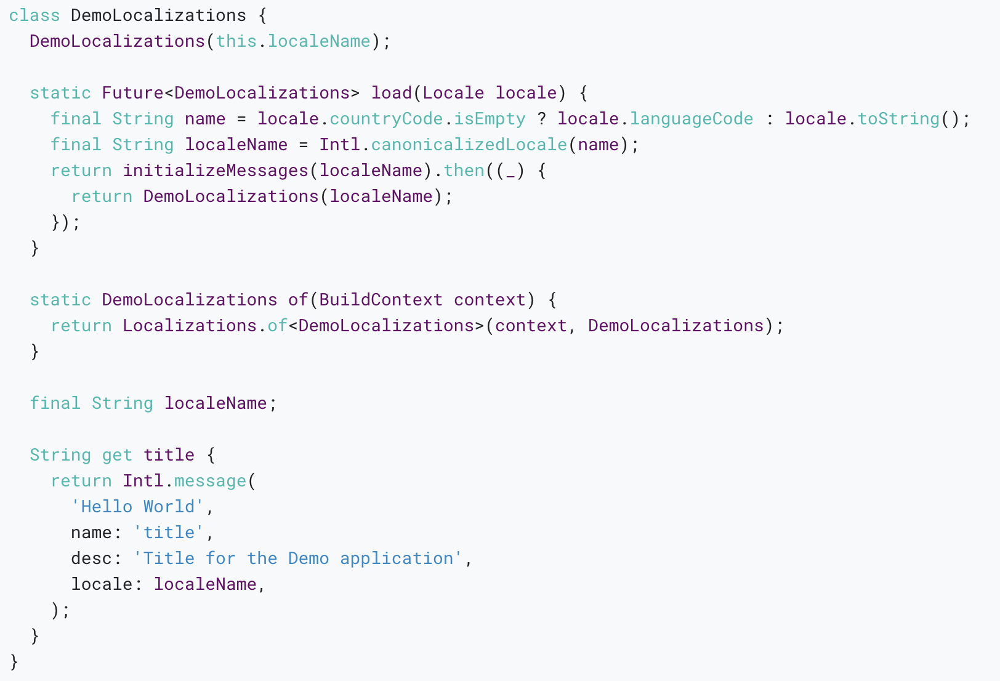 class DemoLocalizations {
  DemoLocalizations(this.localeName);

  static Future<DemoLocalizations> load(Locale locale) {
    final String name = locale.countryCode.isEmpty ? locale.languageCode : locale.toString();
    final String localeName = Intl.canonicalizedLocale(name);
    return initializeMessages(localeName).then((_) {
      return DemoLocalizations(localeName);
    });
  }

  static DemoLocalizations of(BuildContext context) {
    return Localizations.of<DemoLocalizations>(context, DemoLocalizations);
  }

  final String localeName;

  String get title {
    return Intl.message(
      'Hello World',
      name: 'title',
      desc: 'Title for the Demo application',
      locale: localeName,
    );
  }
}